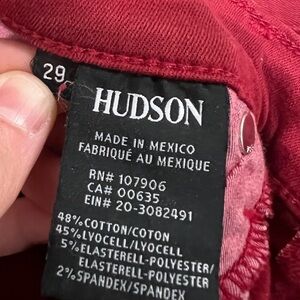 29
HUDSON
MADE IN MEXICO
FABRIQUÉ AU MEXIQUE
RN# 107906
CA# 00635
EIN# 20-3082491
48% COTTON/COTON
45% LYOCELL/LYOCELL
5% ELASTERELL-POLYESTER/
ELASTERELL-POLYESTER
2% SPANDEX/SPANDEX